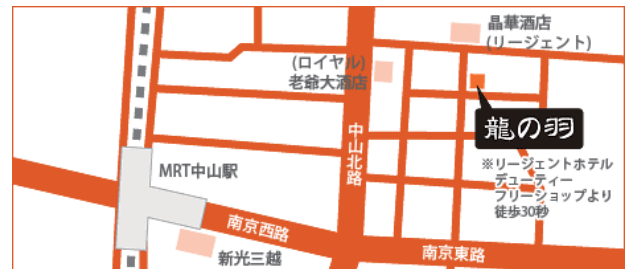 晶華酒店
(リージェント)
(ロイヤル)
老爺大酒店
龍の羽
中山北路
※リージェントホテル
デューティー
フリーショップより
徒歩30秒
MRT中山駅
南京西路
南京東路
新光三越